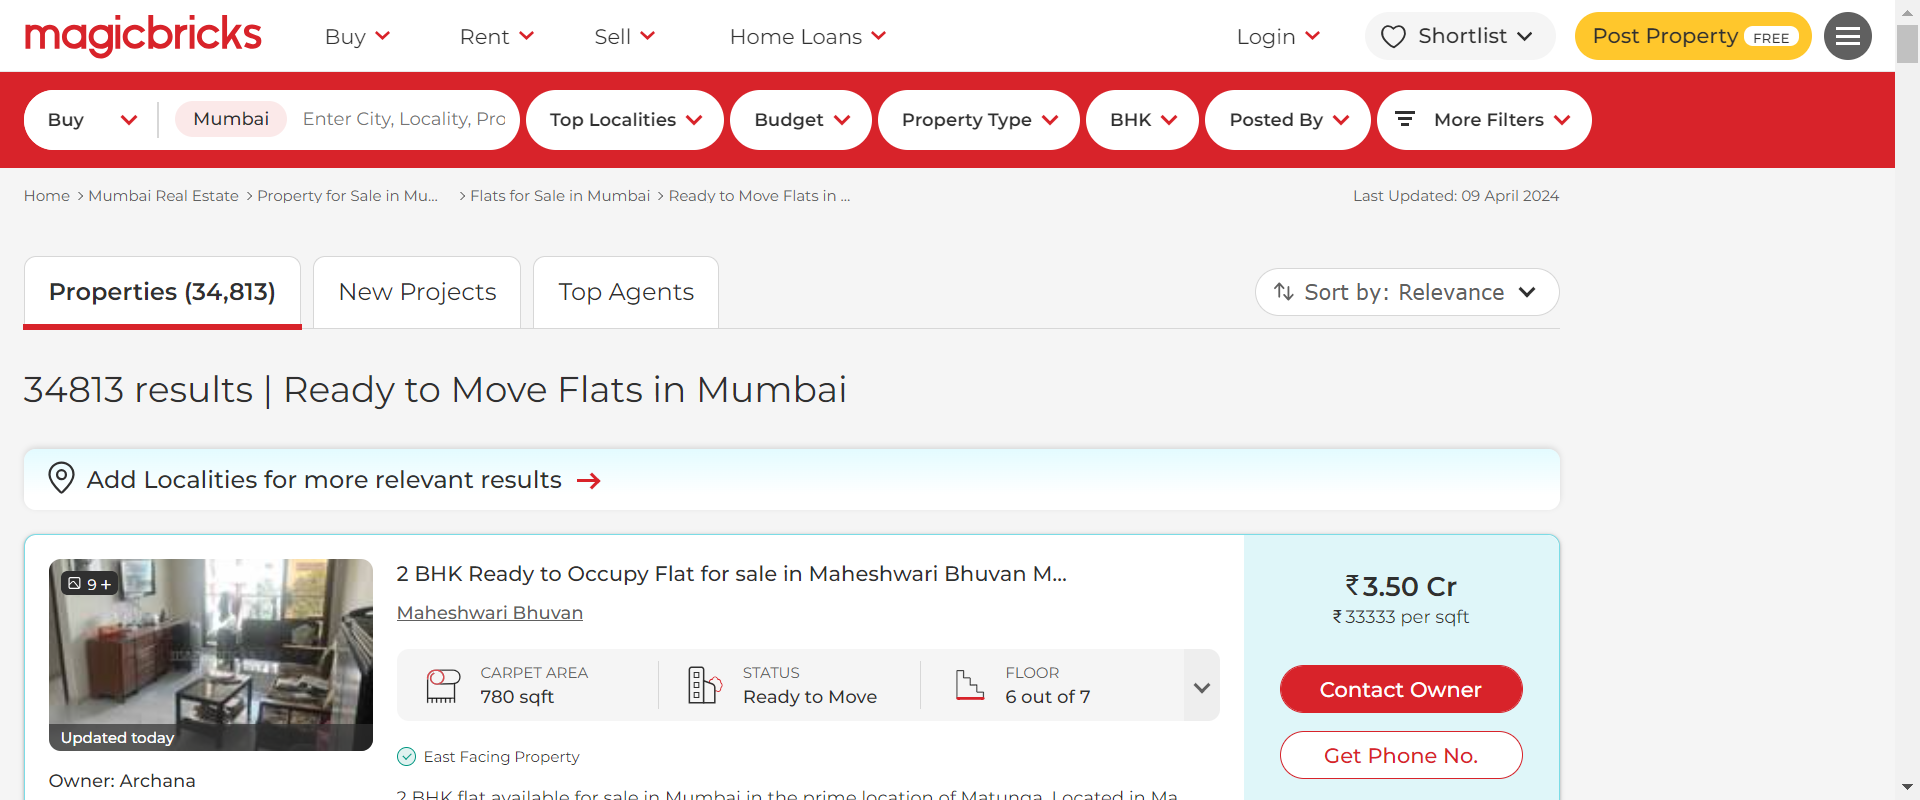 magicbricks
Buy
Rent
Sell
Home Loans
Login
Shortlist
Post Property FREE
Buy
Mumbai
Enter City, Locality, Pro
Top Localities
Budget
Property Type
BHK
Posted By
More Filters
Home > Mumbai Real Estate > Property for Sale in Mu... > Flats for Sale in Mumbai > Ready to Move Flats in ...
Last Updated: 09 April 2024
Properties (34,813)
New Projects
Top Agents
Sort by: Relevance
34813 results | Ready to Move Flats in Mumbai
Add Localities for more relevant results
9 +
Updated today
Owner: Archana
2 BHK Ready to Occupy Flat for sale in Maheshwari Bhuvan M...
Maheshwari Bhuvan
CARPET AREA
780 sqft
STATUS
Ready to Move
FLOOR
6 out of 7
East Facing Property
2 BHK flat available for sale in Mumbai in the prime location of Matunga. Located in Ma
₹3.50 Cr
₹33333 per sqft
Contact Owner
Get Phone No.